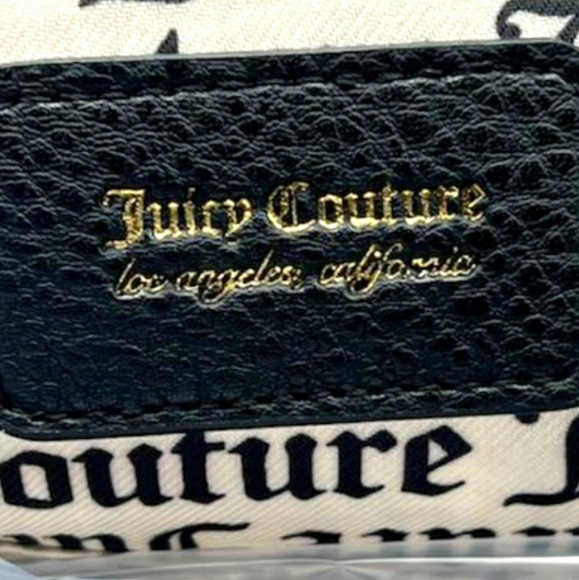 Juicy Couture
los angeles, california
outure